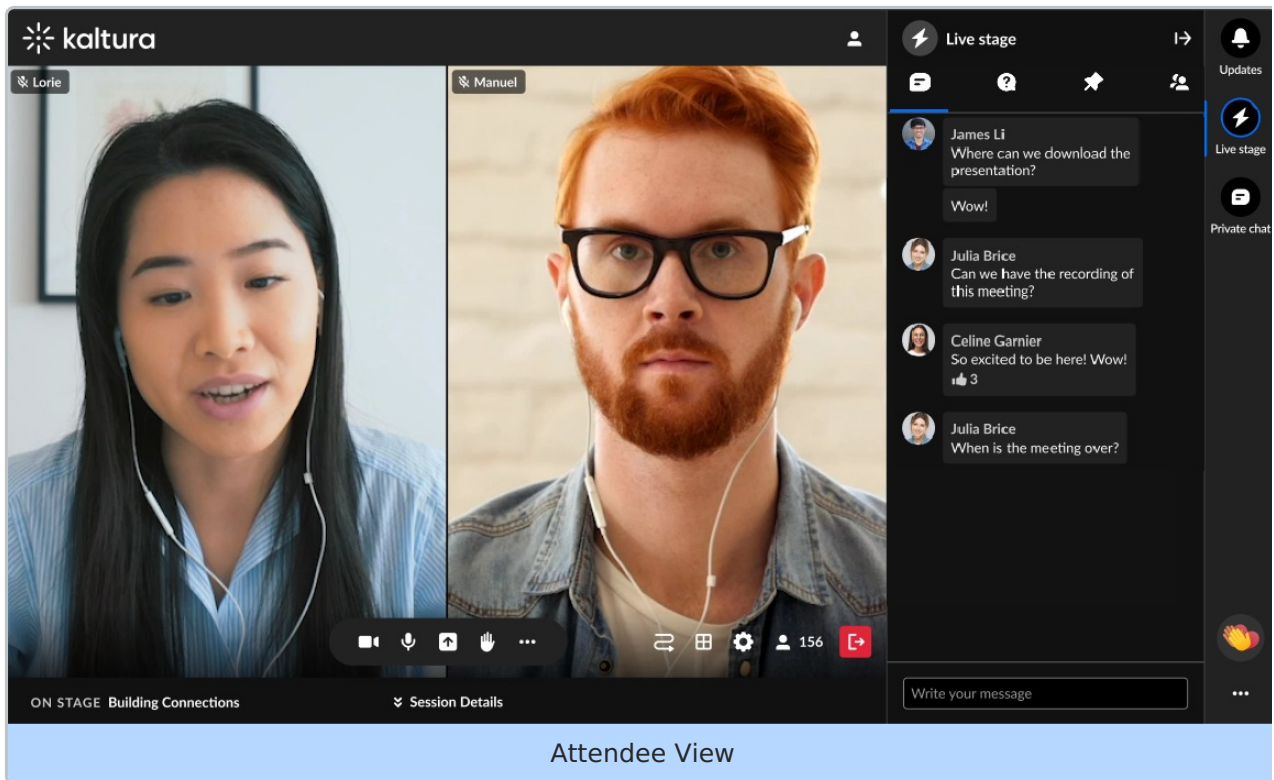 kaltura
Lorie
Manuel
156
ON STAGE Building Connections
Session Details
Live stage
James Li
Where can we download the
presentation?
Wow!
Julia Brice
Can we have the recording of
this meeting?
Celine Garnier
So excited to be here! Wow!
3
Julia Brice
When is the meeting over?
Write your message
Updates
Live stage
Private chat
Attendee View